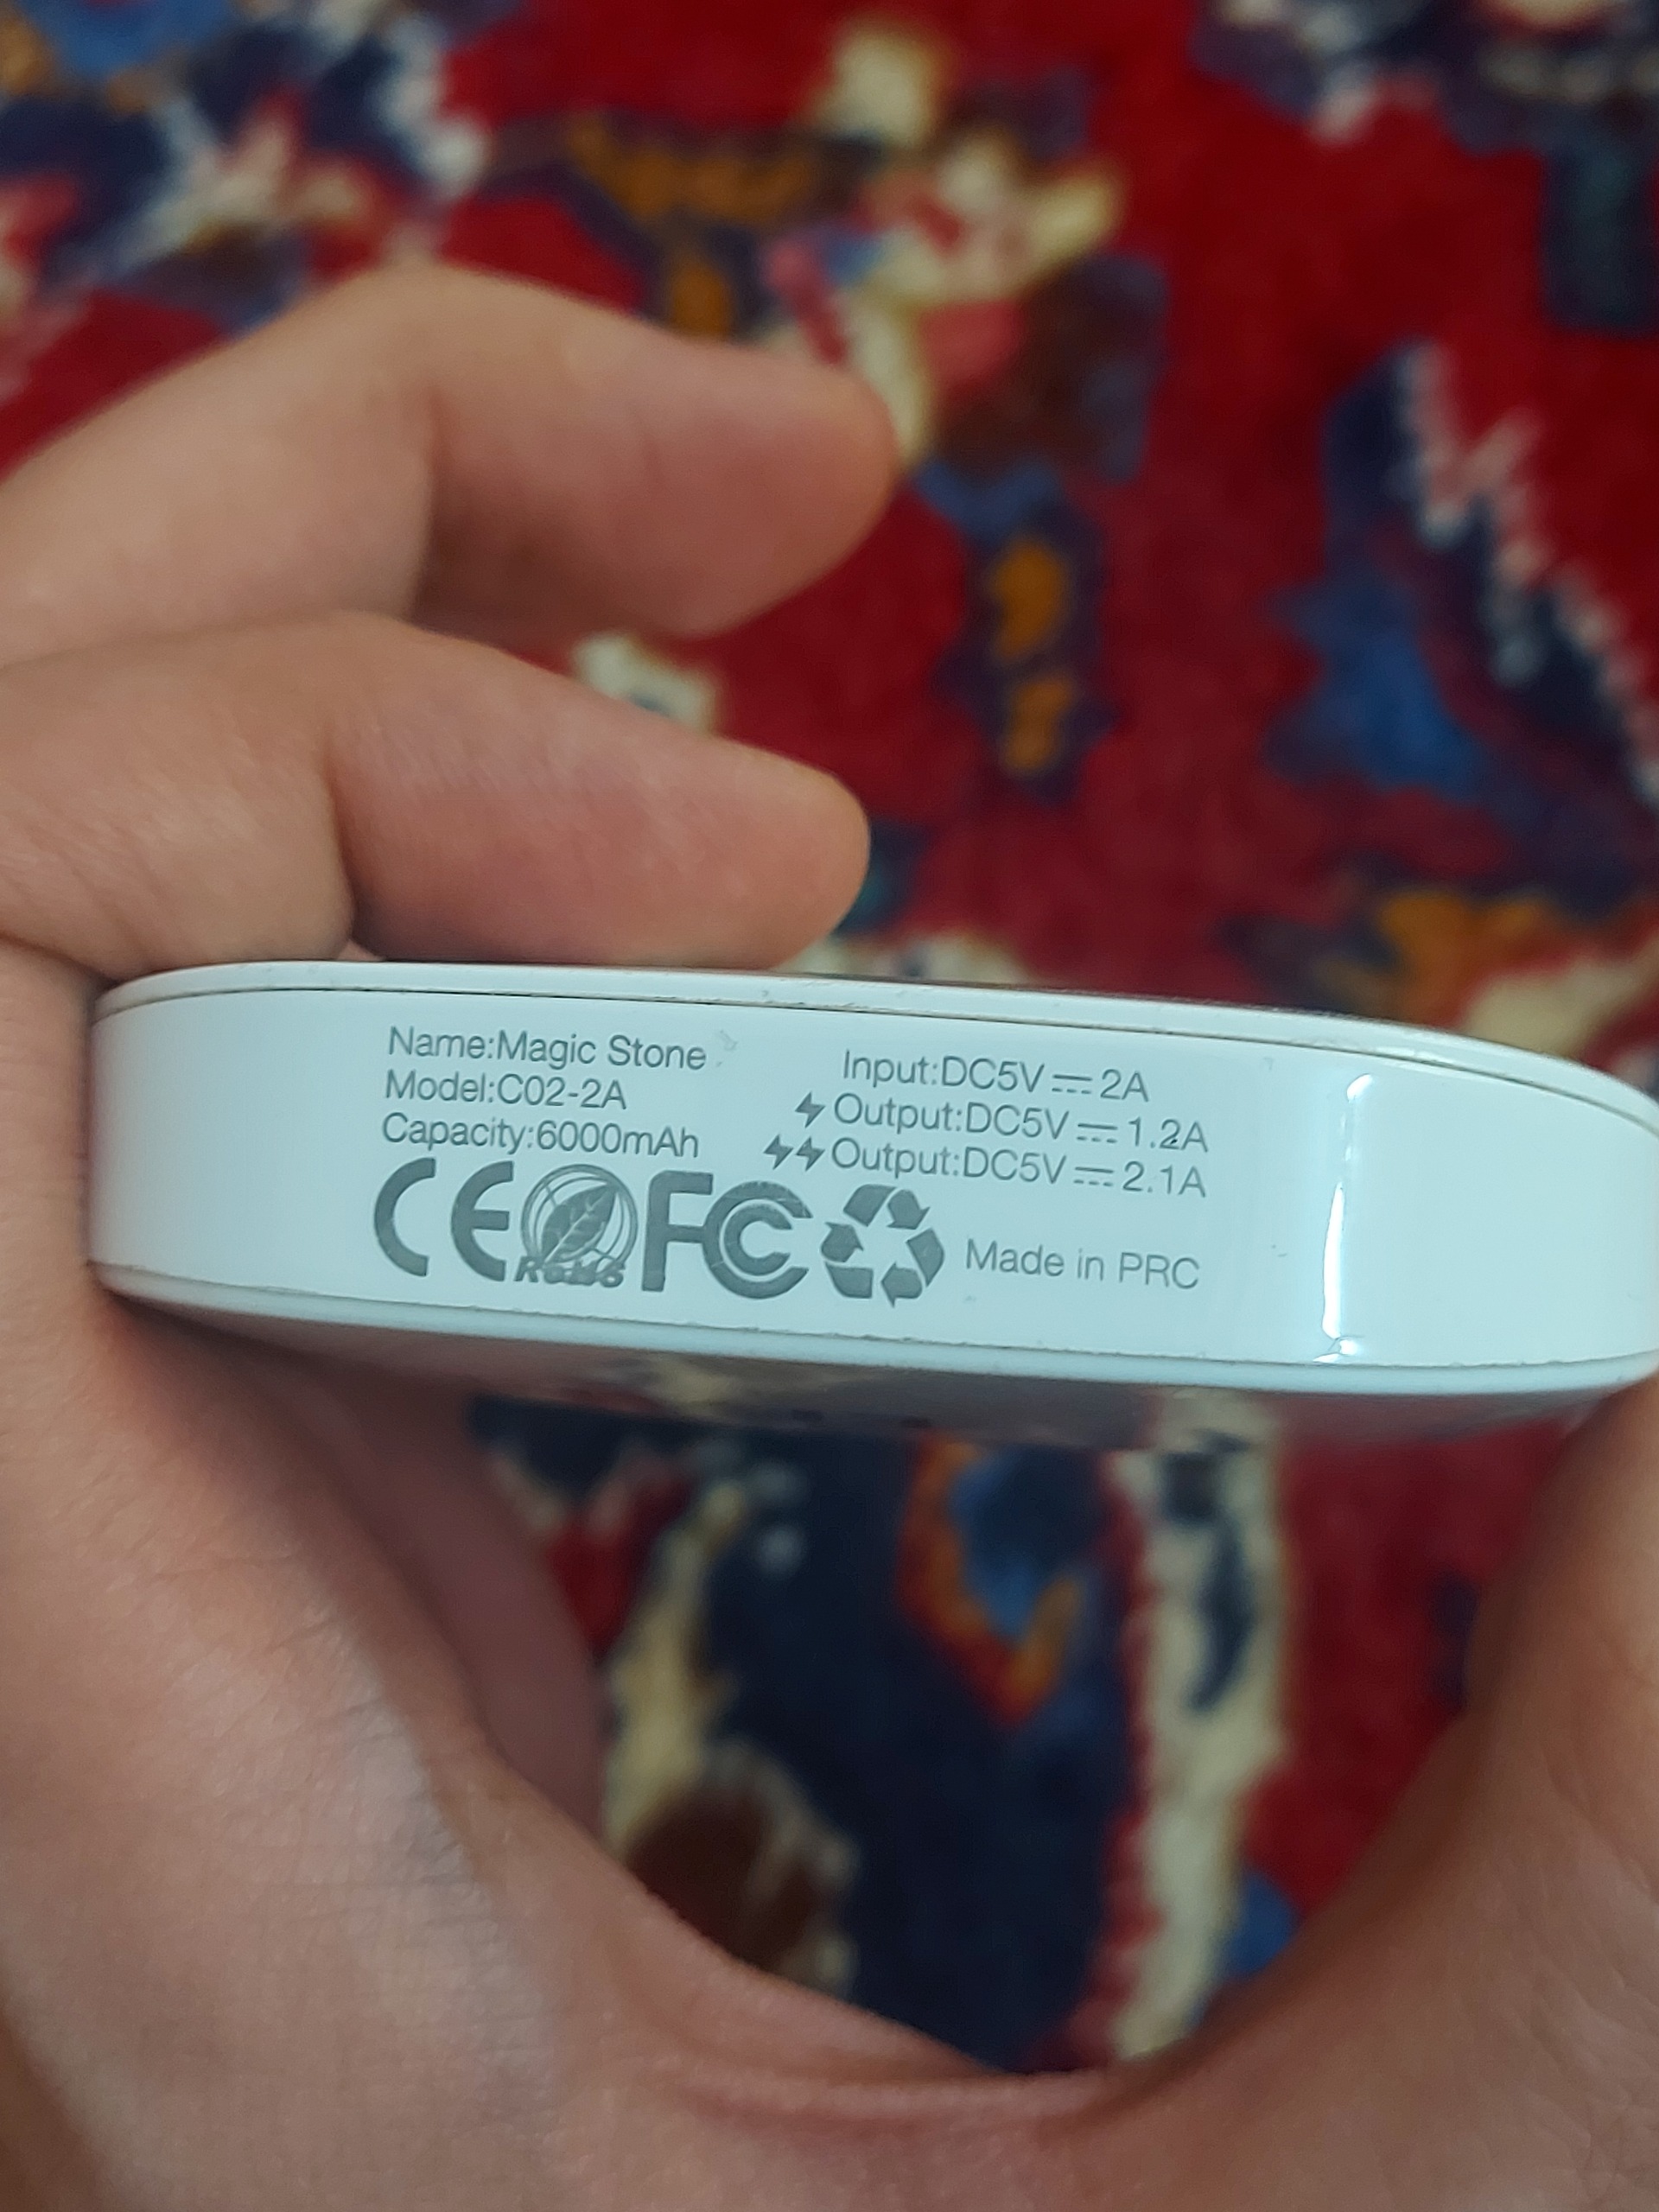 Name:Magic Stone
Model:C02-2A
Capacity:6000mAh
Input:DC5V⎓2A
Output:DC5V⎓1.2A
Output:DC5V⎓2.1A
CE RoHS FC Made in PRC